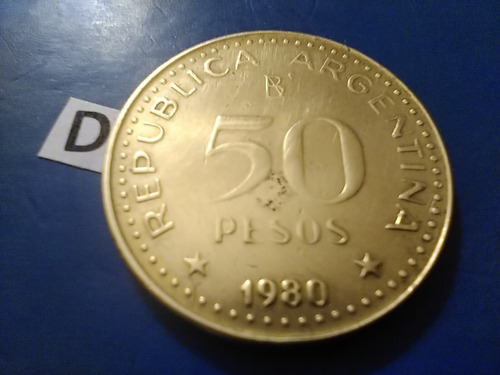 D
REPUBLICA ARGENTINA
B
50
PESOS
1980